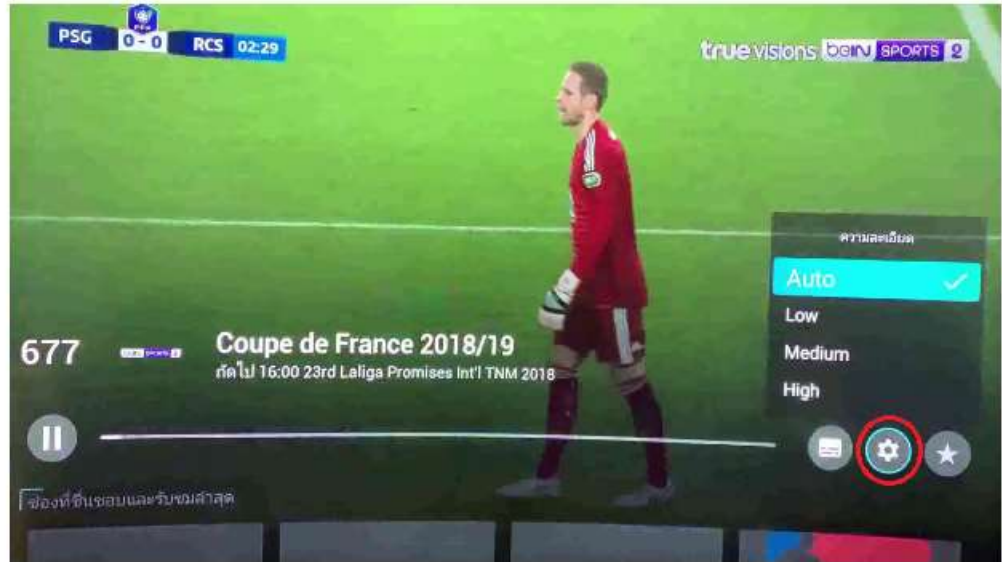 PSG 0-0 RCS 02:29
truevisions beIN SPORTS 2
ความละเอียด
Auto
Low
Medium
High
677
Coupe de France 2018/19
ถัดไป 16:00 23rd Laliga Promises Int'l TNM 2018
ช่องที่ชื่นชอบและรับชมล่าสุด